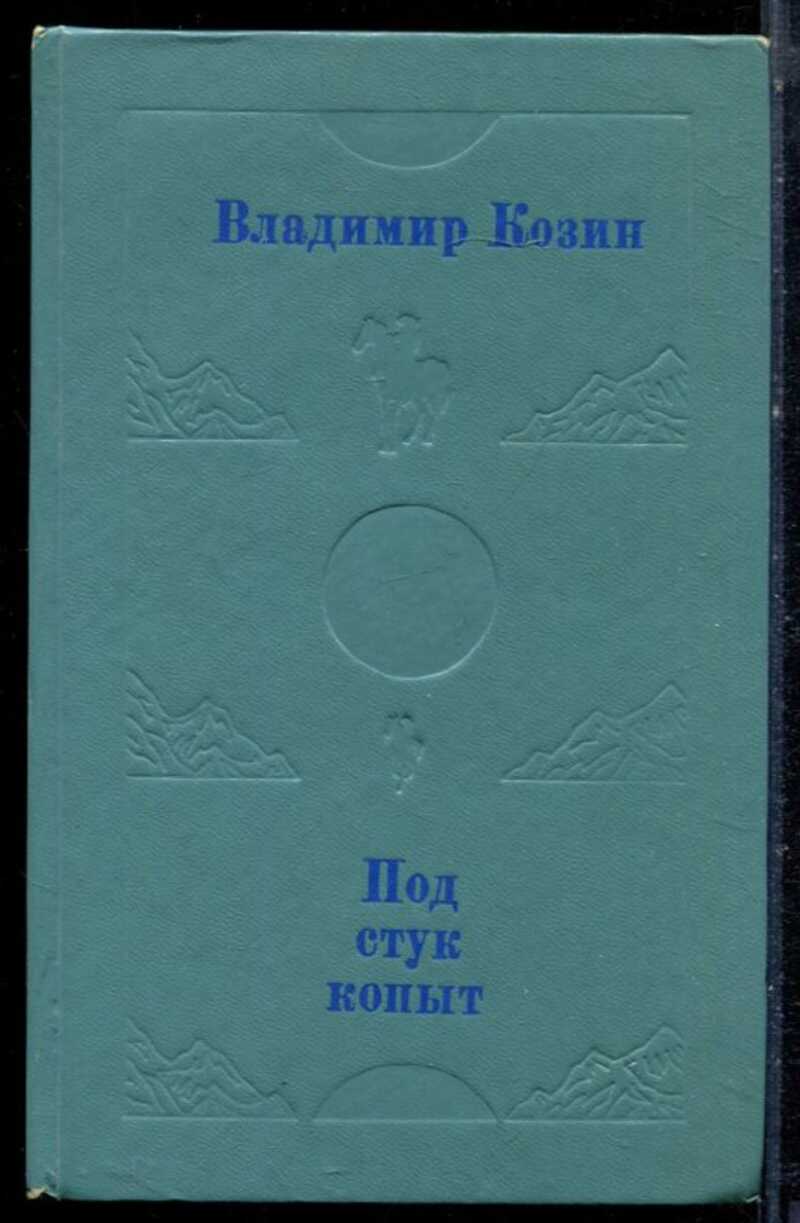 Владимир Козин
Под
стук
копыт